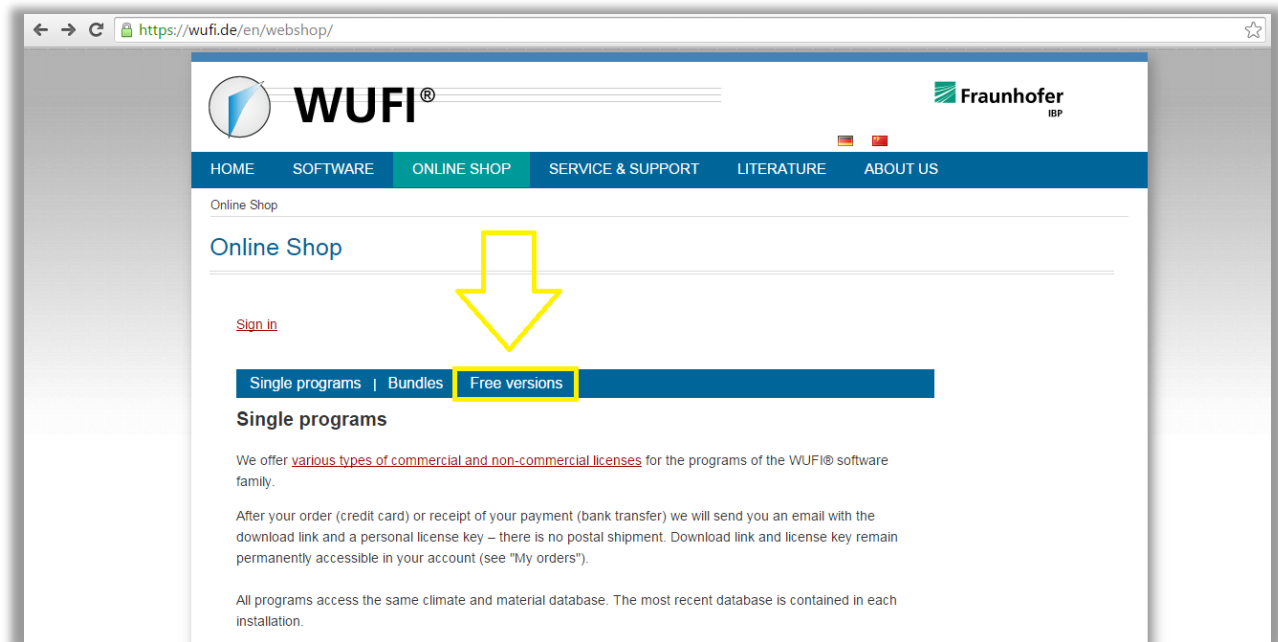 https://wufi.de/en/webshop/
WUFI®
Fraunhofer
IBP
HOME SOFTWARE ONLINE SHOP SERVICE & SUPPORT LITERATURE ABOUT US
Online Shop
Online Shop
Sign in
Single programs | Bundles Free versions
Single programs
We offer various types of commercial and non-commercial licenses for the programs of the WUFI® software
family.
After your order (credit card) or receipt of your payment (bank transfer) we will send you an email with the
download link and a personal license key – there is no postal shipment. Download link and license key remain
permanently accessible in your account (see "My orders").
All programs access the same climate and material database. The most recent database is contained in each
installation.